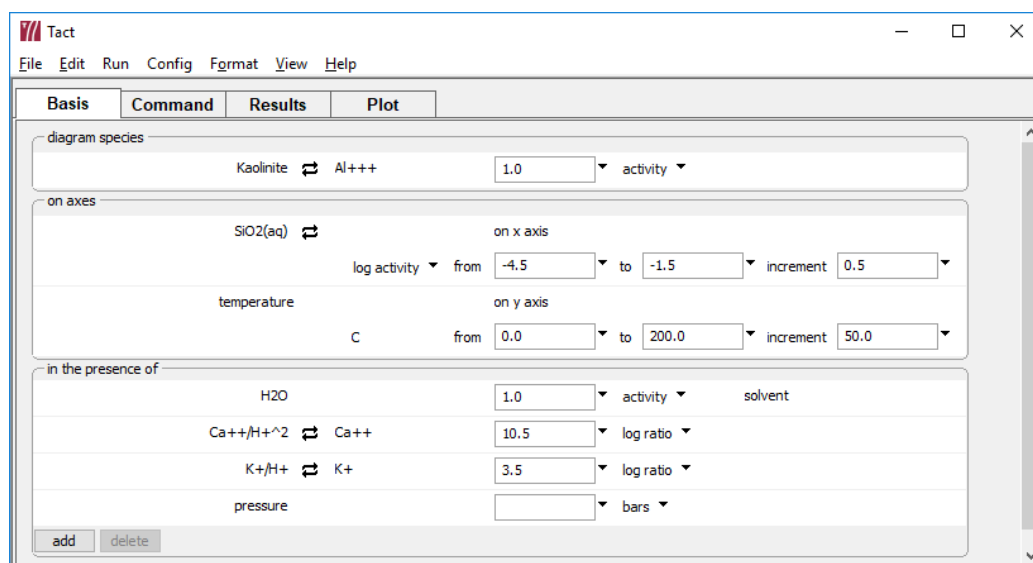 Tact
File Edit Run Config Format View Help
Basis Command Results Plot
diagram species
Kaolinite Al+++ 1.0 activity
on axes
SiO2(aq) on x axis
log activity from -4.5 to -1.5 increment 0.5
temperature on y axis
C from 0.0 to 200.0 increment 50.0
in the presence of
H2O 1.0 activity solvent
Ca++/H+^2 Ca++ 10.5 log ratio
K+/H+ K+ 3.5 log ratio
pressure bars
add delete